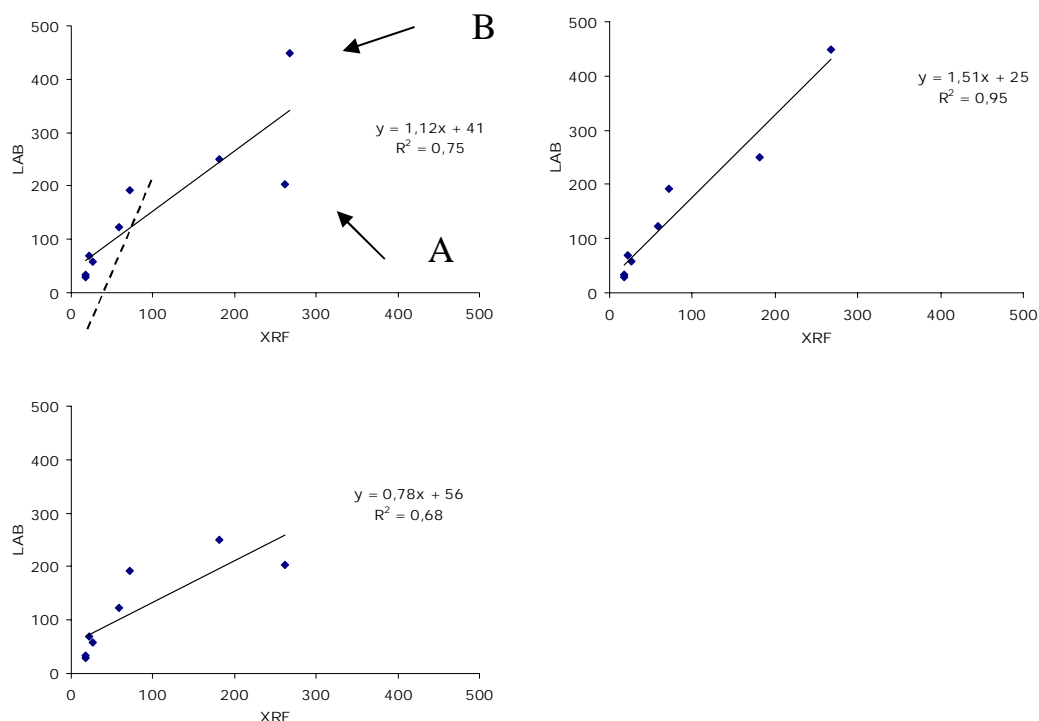 B
500
400
300
200
100
0
LAB
y = 1,12x + 41
R² = 0,75
A
0 100 200 300 400 500
XRF
500
400
300
200
100
0
LAB
y = 1,51x + 25
R² = 0,95
0 100 200 300 400 500
XRF
500
400
300
200
100
0
LAB
y = 0,78x + 56
R² = 0,68
0 100 200 300 400 500
XRF